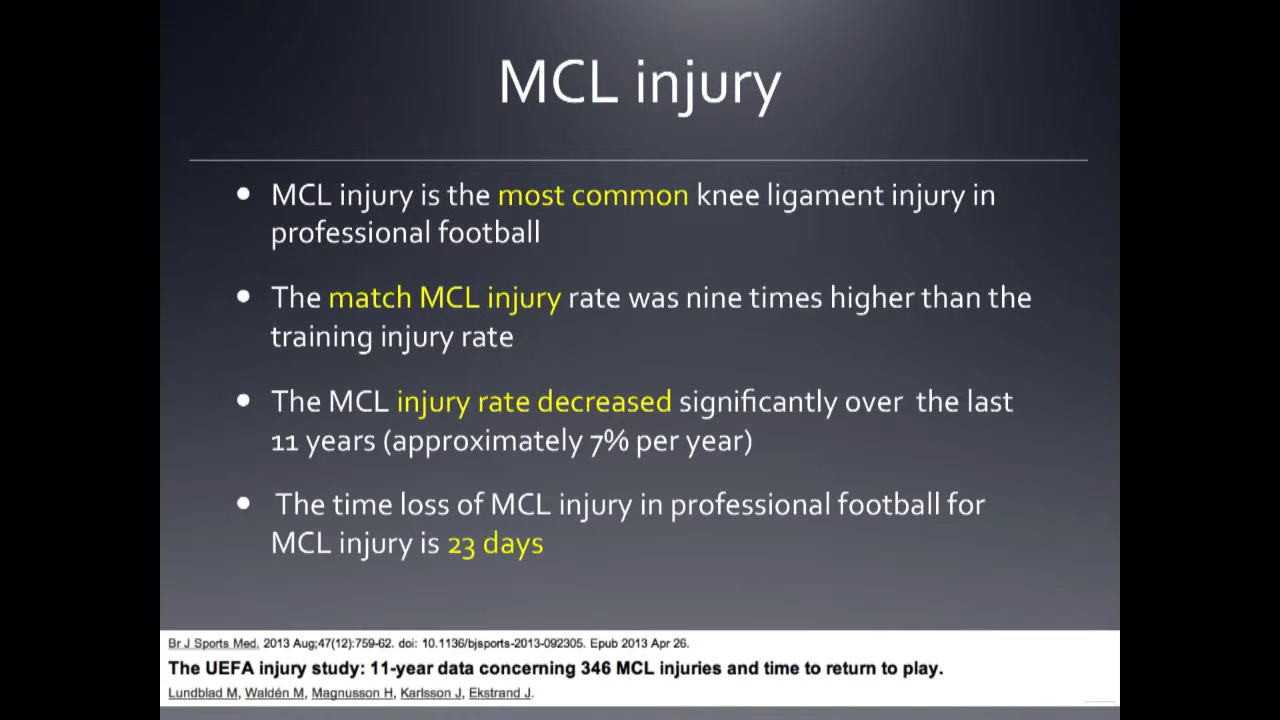 MCL injury
• MCL injury is the most common knee ligament injury in
professional football
• The match MCL injury rate was nine times higher than the
training injury rate
• The MCL injury rate decreased significantly over the last
11 years (approximately 7% per year)
• The time loss of MCL injury in professional football for
MCL injury is 23 days
Br J Sports Med. 2013 Aug;47(12):759-62. doi: 10.1136/bjsports-2013-092305. Epub 2013 Apr 26.
The UEFA injury study: 11-year data concerning 346 MCL injuries and time to return to play.
Lundblad M, Waldén M, Magnusson H, Karlsson J, Ekstrand J.